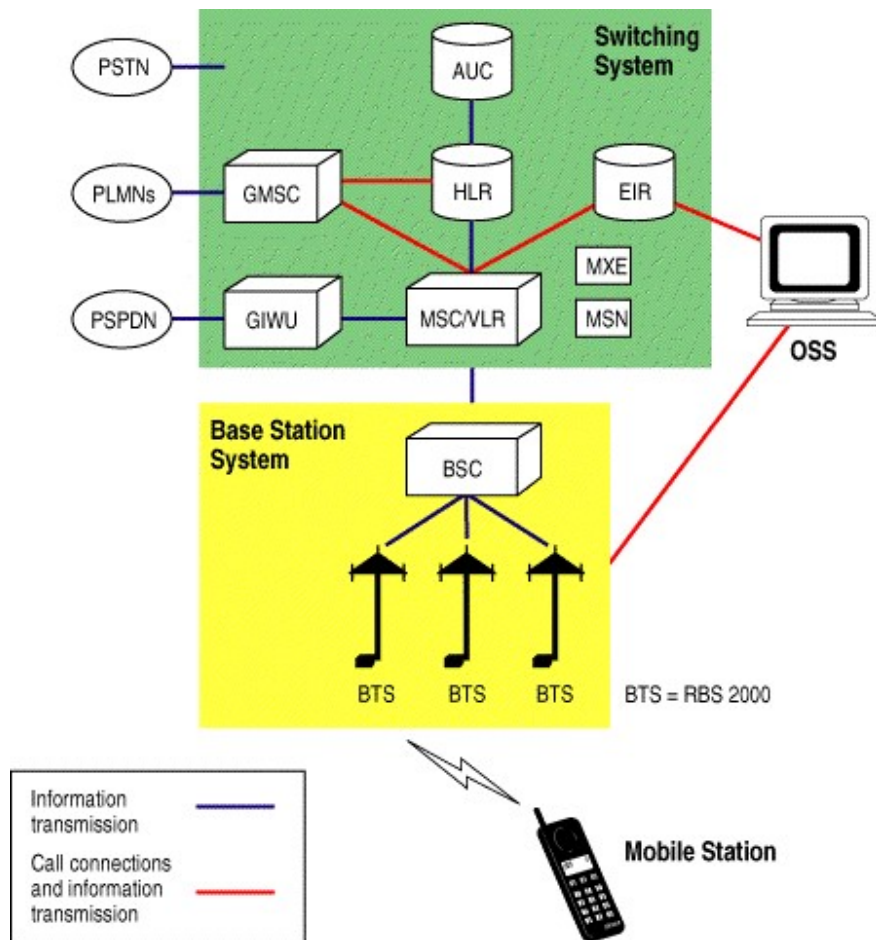 Switching
System
PSTN
AUC
PLMNs
GMSC
HLR
EIR
MXE
PSPDN
GIWU
MSC/VLR
MSN
OSS
Base Station
System
BSC
BTS
BTS
BTS
BTS = RBS 2000
Information
transmission
Call connections
and information
transmission
Mobile Station